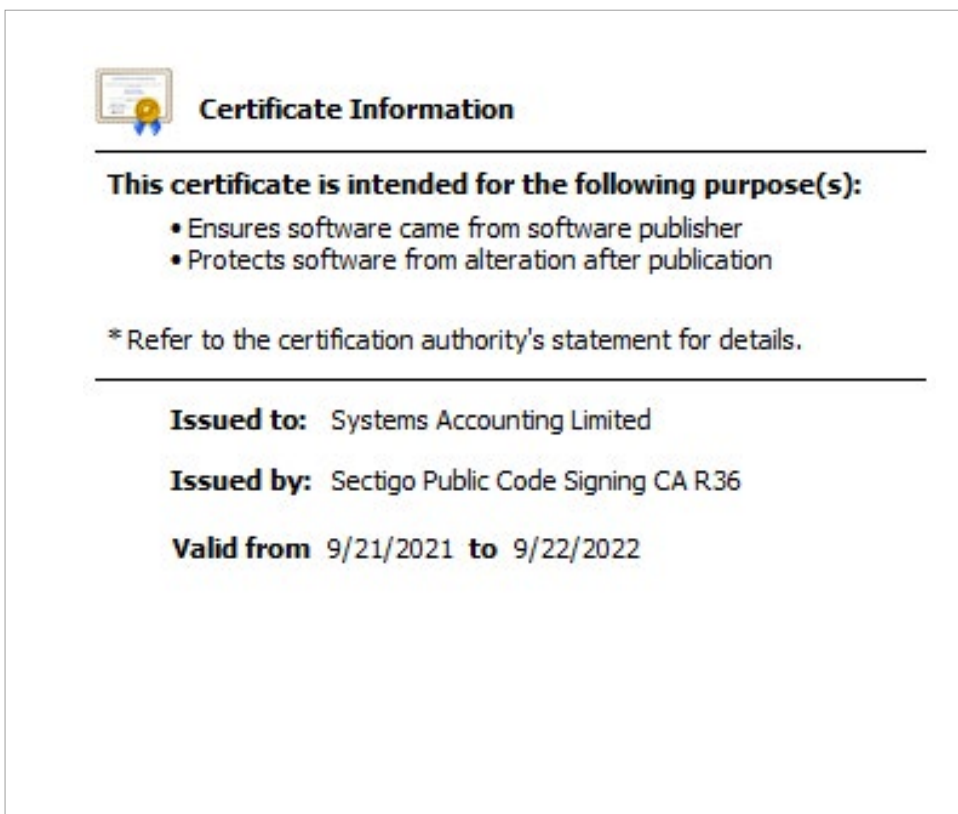 Certificate Information
This certificate is intended for the following purpose(s):
• Ensures software came from software publisher
• Protects software from alteration after publication
* Refer to the certification authority's statement for details.
Issued to: Systems Accounting Limited
Issued by: Sectigo Public Code Signing CA R36
Valid from 9/21/2021 to 9/22/2022